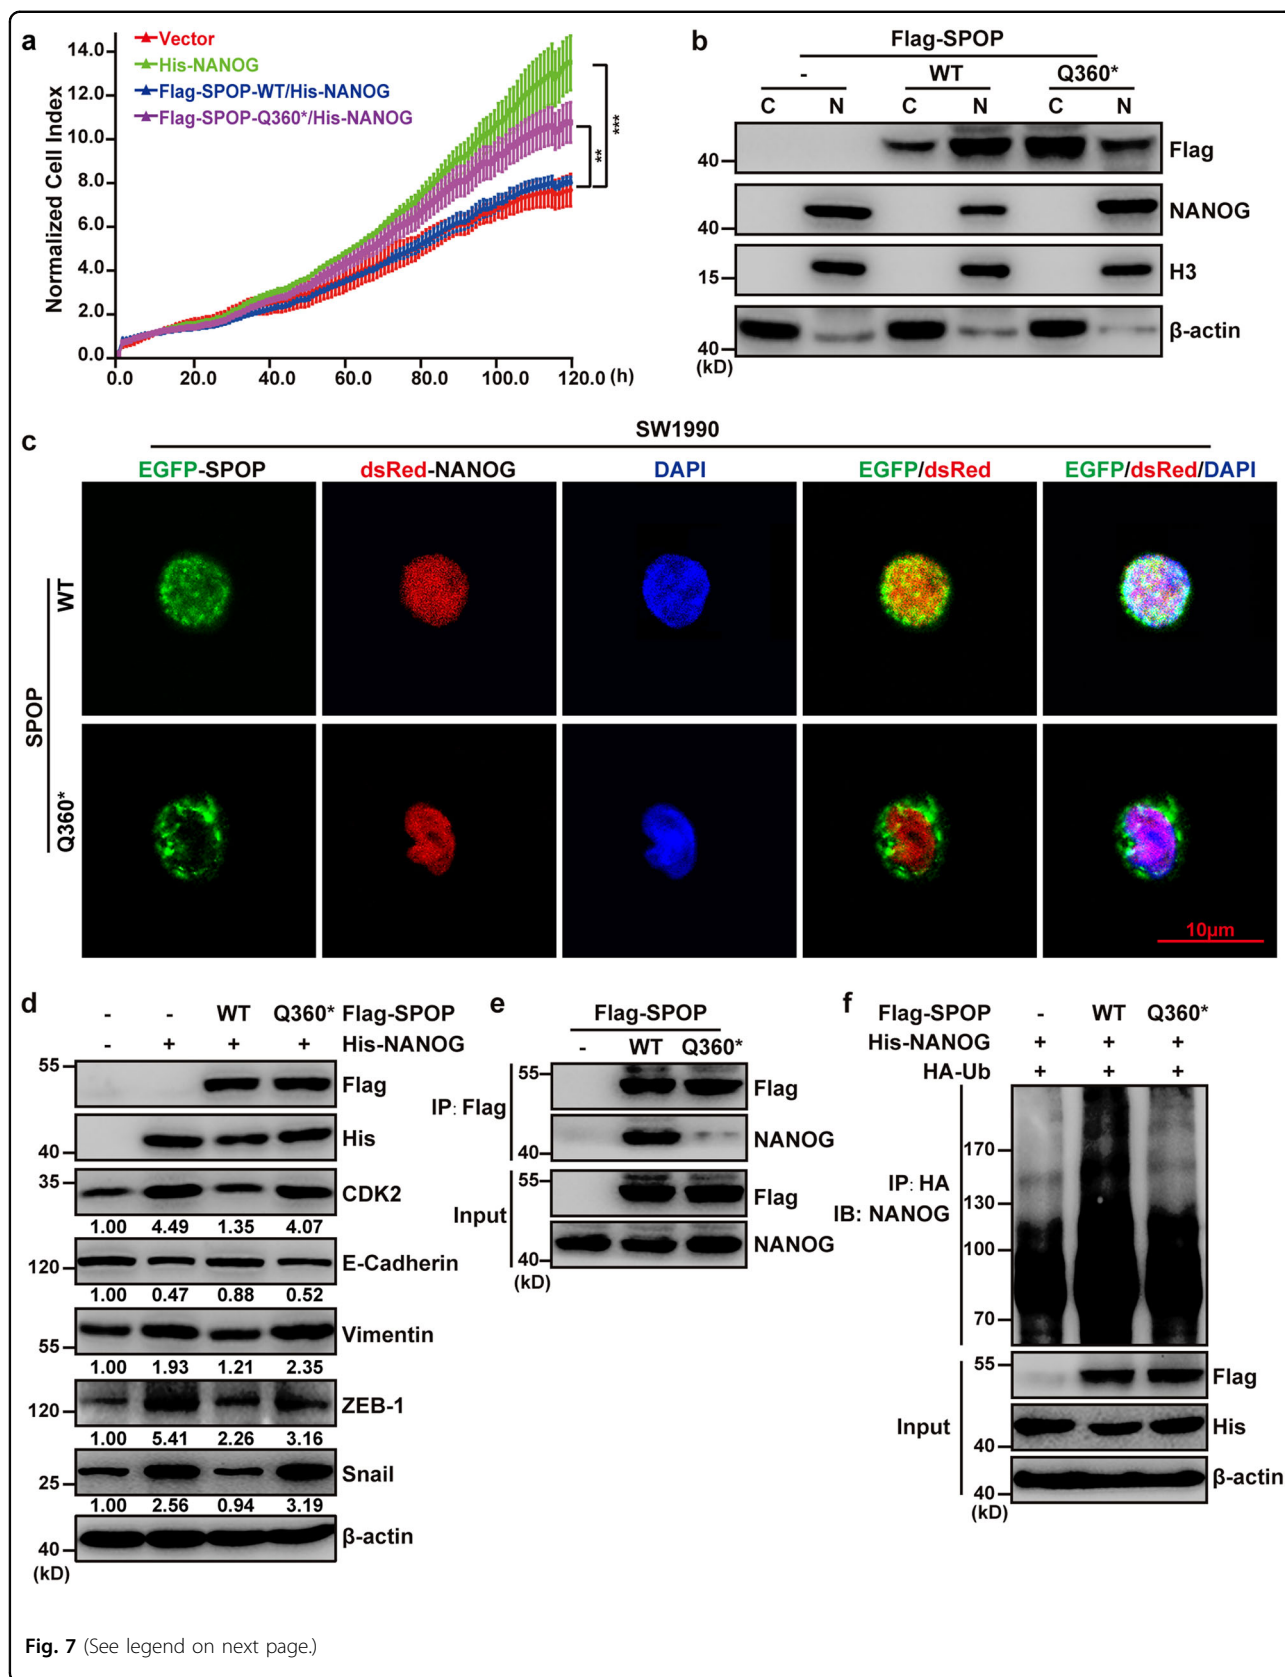 a
Vector
His-NANOG
Flag-SPOP-WT/His-NANOG
Flag-SPOP-Q360*/His-NANOG
Normalized Cell Index
14.0
12.0
10.0
8.0
6.0
4.0
2.0
0.0
0.0 20.0 40.0 60.0 80.0 100.0 120.0 (h)
**
***
b
Flag-SPOP
- WT Q360*
C N C N C N
40 Flag
40 NANOG
15 H3
40 β-actin
(kD)
c
SW1990
EGFP-SPOP dsRed-NANOG DAPI EGFP/dsRed EGFP/dsRed/DAPI
SPOP
WT
Q360*
10μm
d
- - WT Q360* Flag-SPOP
- + + + His-NANOG
55 Flag
40 His
35 CDK2
1.00 4.49 1.35 4.07
120 E-Cadherin
1.00 0.47 0.88 0.52
55 Vimentin
1.00 1.93 1.21 2.35
120 ZEB-1
1.00 5.41 2.26 3.16
25 Snail
1.00 2.56 0.94 3.19
40 β-actin
(kD)
e
Flag-SPOP
- WT Q360*
IP: Flag
55 Flag
40 NANOG
Input
55 Flag
40 NANOG
(kD)
f
Flag-SPOP - WT Q360*
His-NANOG + + +
HA-Ub + + +
IP: HA
IB: NANOG
170
130
100
70
Input
55 Flag
40 His
40 β-actin
(kD)
Fig. 7 (See legend on next page.)